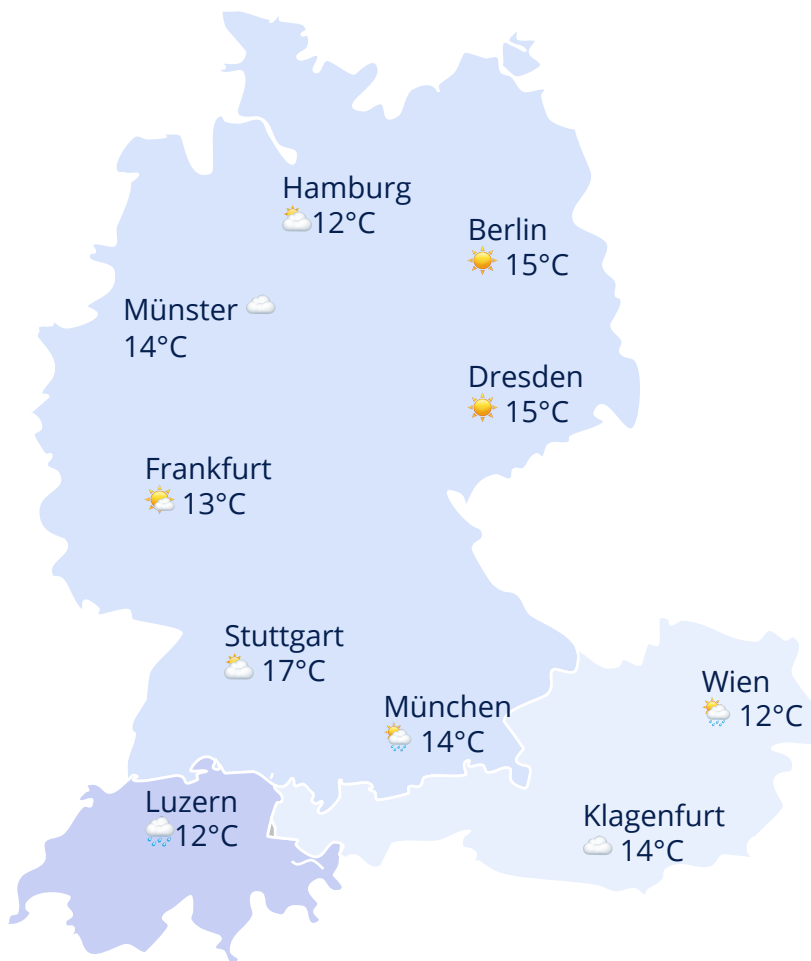 Hamburg
12°C
Berlin
15°C
Münster
14°C
Dresden
15°C
Frankfurt
13°C
Stuttgart
17°C
Wien
12°C
München
14°C
Luzern
12°C
Klagenfurt
14°C